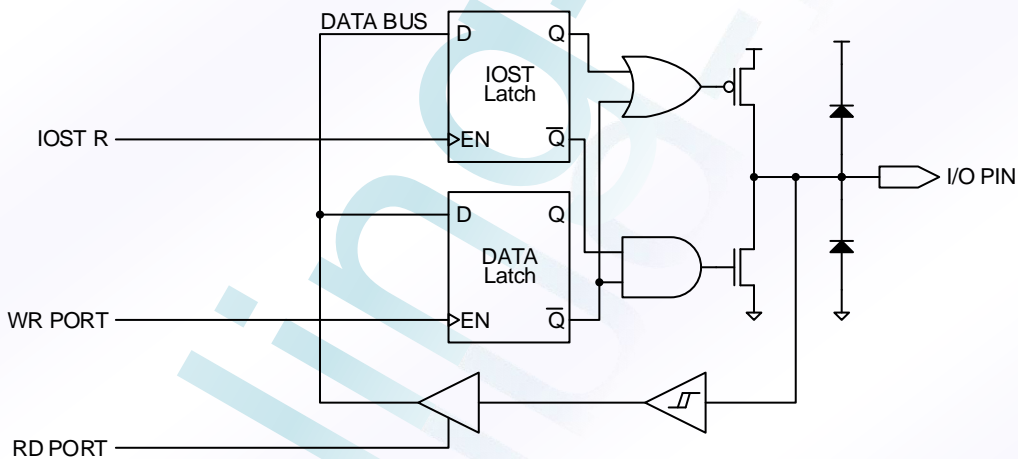 DATA BUS
D Q
IOST
Latch
IOST R
EN Q
I/O PIN
D Q
DATA
Latch
WR PORT
EN Q
RD PORT